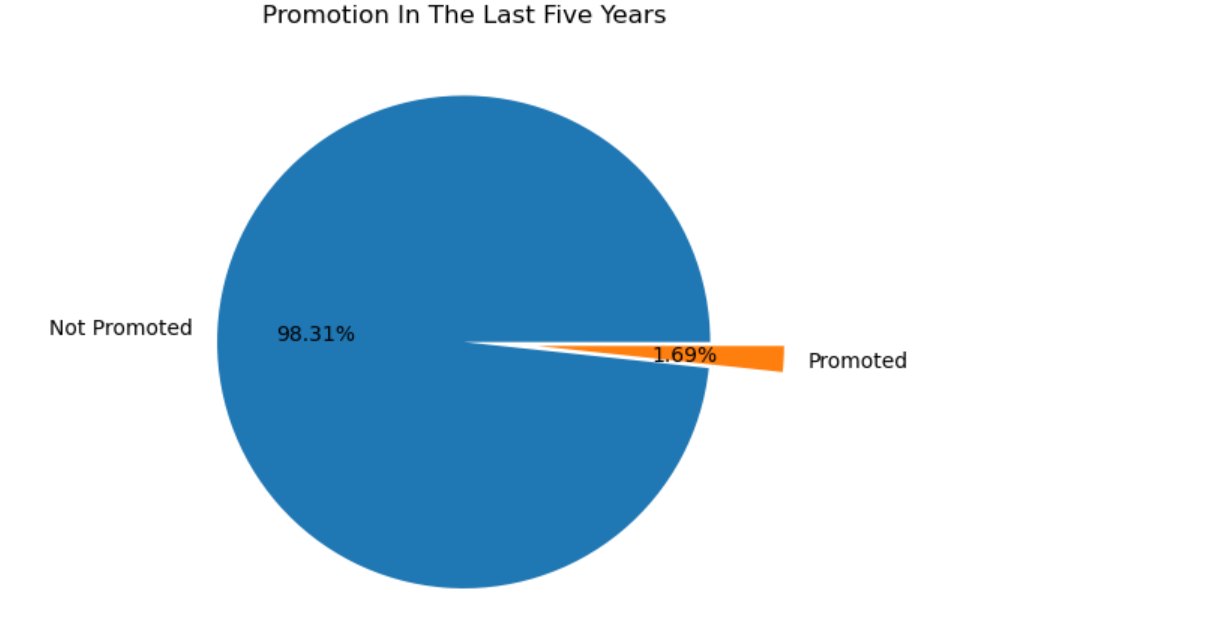 Promotion In The Last Five Years
Not Promoted
98.31%
1.69%
Promoted